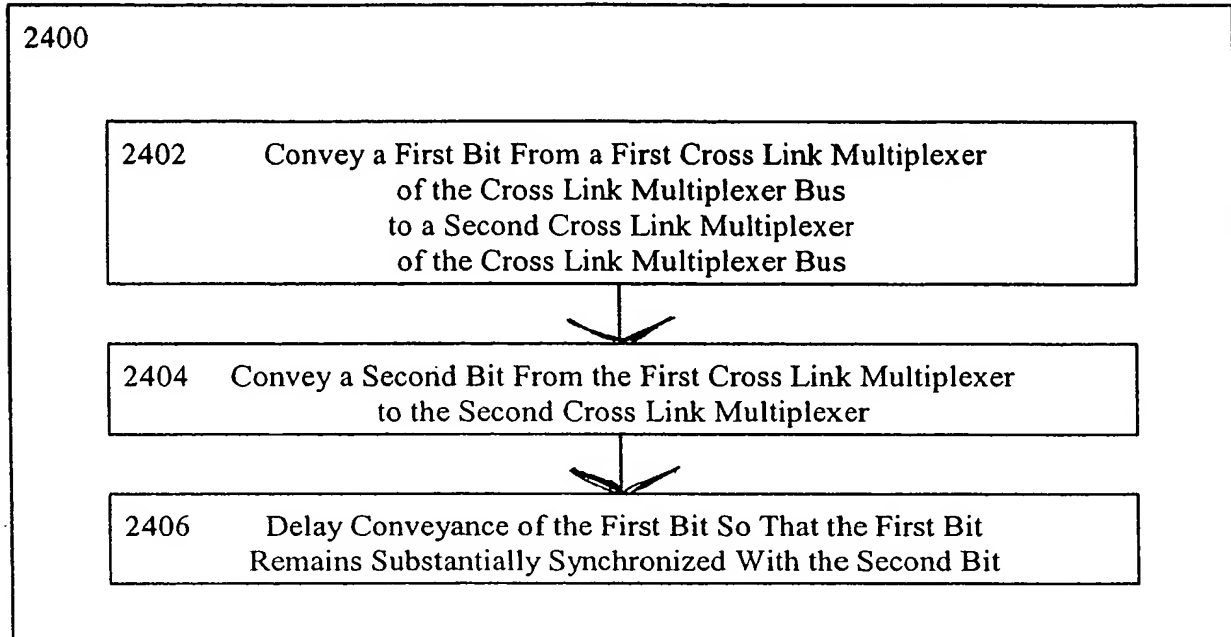 2400
2402 Convey a First Bit From a First Cross Link Multiplexer
of the Cross Link Multiplexer Bus
to a Second Cross Link Multiplexer
of the Cross Link Multiplexer Bus
2404 Convey a Second Bit From the First Cross Link Multiplexer
to the Second Cross Link Multiplexer
2406 Delay Conveyance of the First Bit So That the First Bit
Remains Substantially Synchronized With the Second Bit